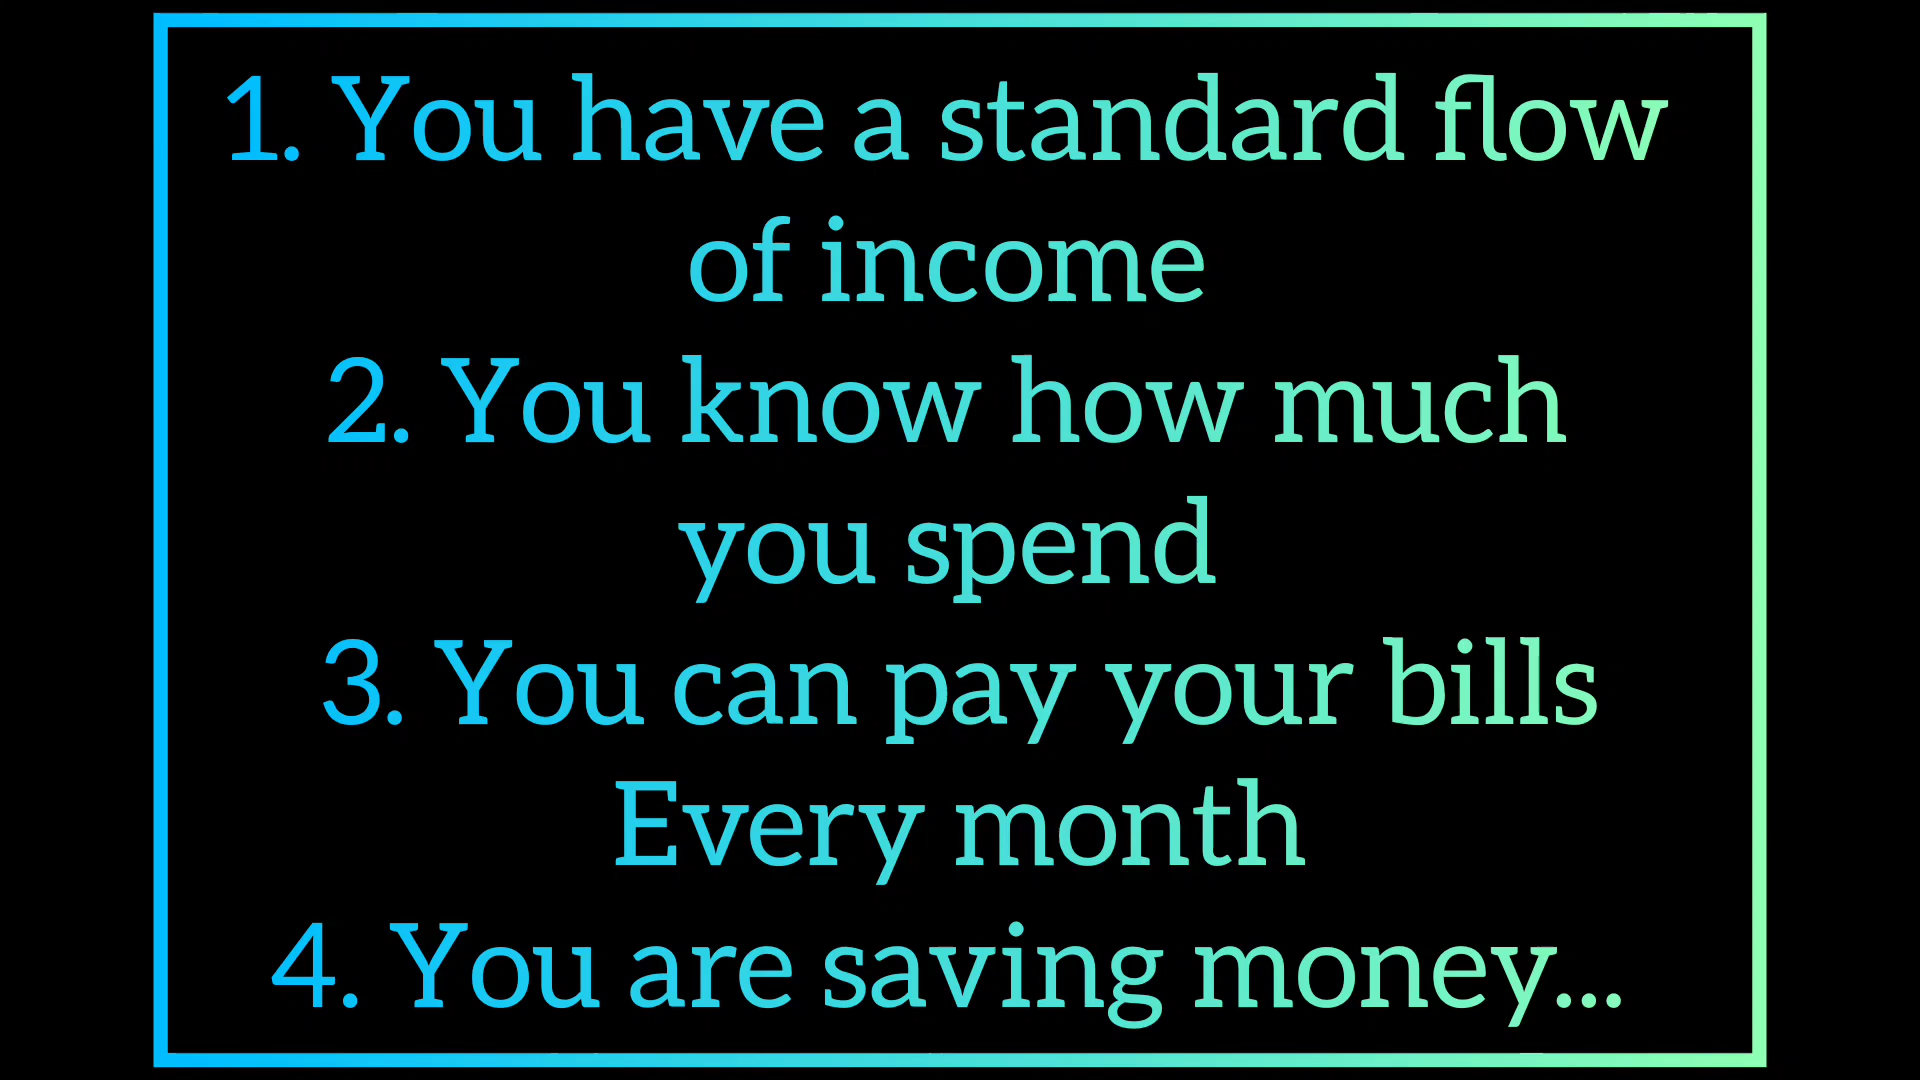 1. You have a standard flow
of income
2. You know how much
you spend
3. You can pay your bills
Every month
4. You are saving money...